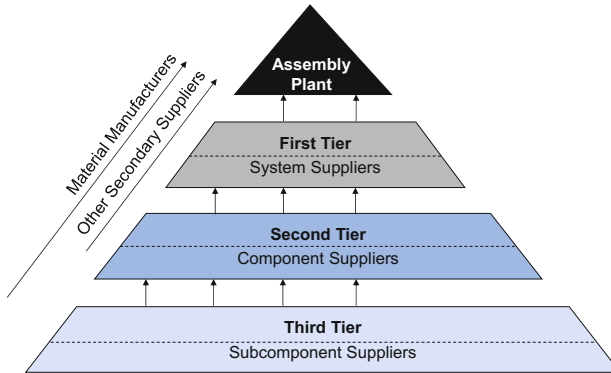 Assembly
Plant
Material Manufacturers
Other Secondary Suppliers
First Tier
System Suppliers
Second Tier
Component Suppliers
Third Tier
Subcomponent Suppliers